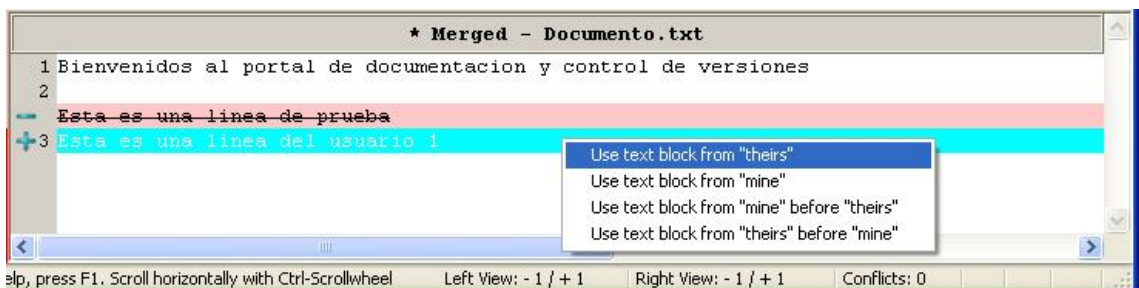 * Merged - Documento.txt
1 Bienvenidos al portal de documentacion y control de versiones
2
Esta es una linea de prueba
3 Esta es una linea del usuario 1
Use text block from "theirs"
Use text block from "mine"
Use text block from "mine" before "theirs"
Use text block from "theirs" before "mine"
elp, press F1. Scroll horizontally with Ctrl-Scrollwheel Left View: - 1 / + 1 Right View: - 1 / + 1 Conflicts: 0